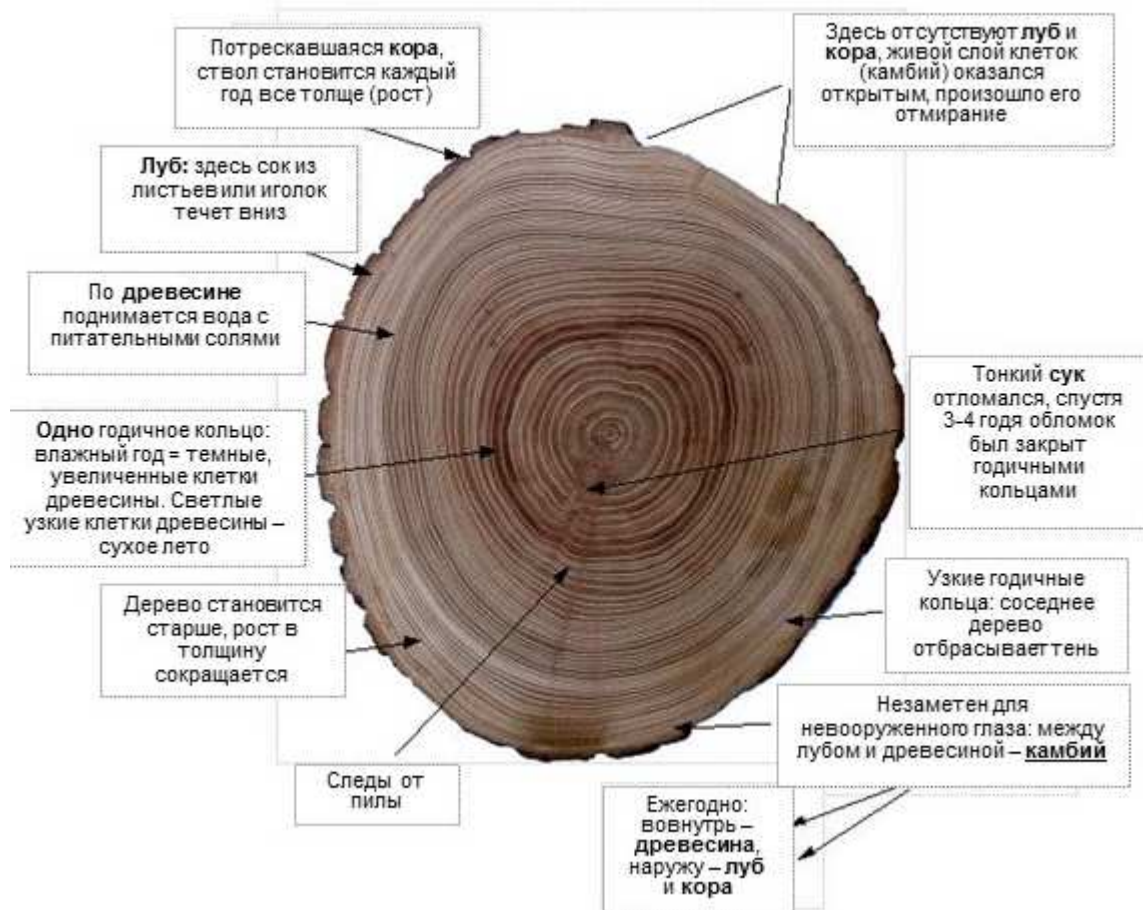 Потрескавшаяся кора,
ствол становится каждый
год все толще (рост)
Здесь отсутствуют луб и
кора, живой слой клеток
(камбий) оказался
открытым, произошло его
отмирание
Луб: здесь сок из
листьев или иголок
течет вниз
По древесине
поднимается вода с
питательными солями
Тонкий сук
отломался, спустя
3-4 годя обломок
был закрыт
годичными
кольцами
Одно годичное кольцо:
влажный год = темные,
увеличенные клетки
древесины. Светлые
узкие клетки древесины –
сухое лето
Узкие годичные
кольца: соседнее
дерево
отбрасывает тень
Дерево становится
старше, рост в
толщину
сокращается
Незаметен для
невооруженного глаза: между
лубом и древесиной – камбий
Следы от
пилы
Ежегодно:
вовнутрь –
древесина,
наружу – луб
и кора